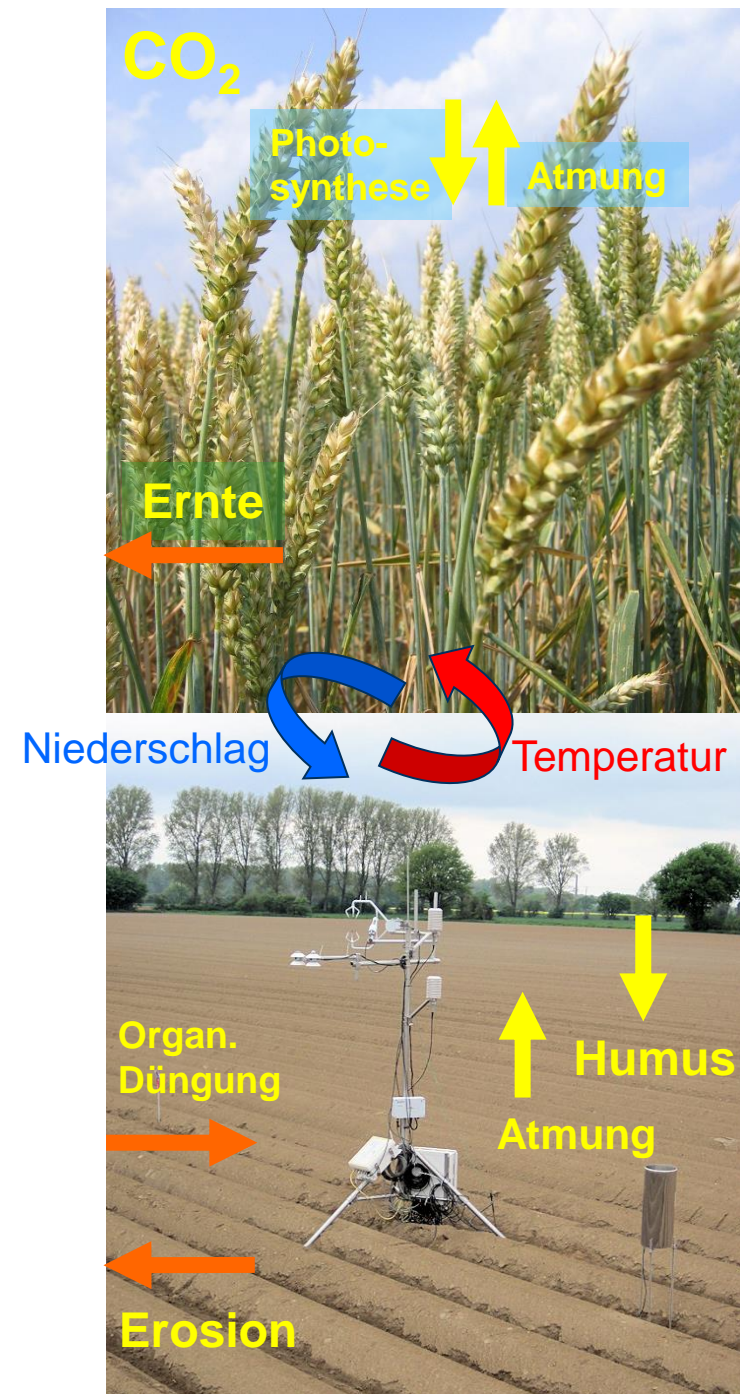 CO₂
Photo-
synthese
Atmung
Ernte
Niederschlag
Temperatur
Organ.
Düngung
Humus
Atmung
Erosion